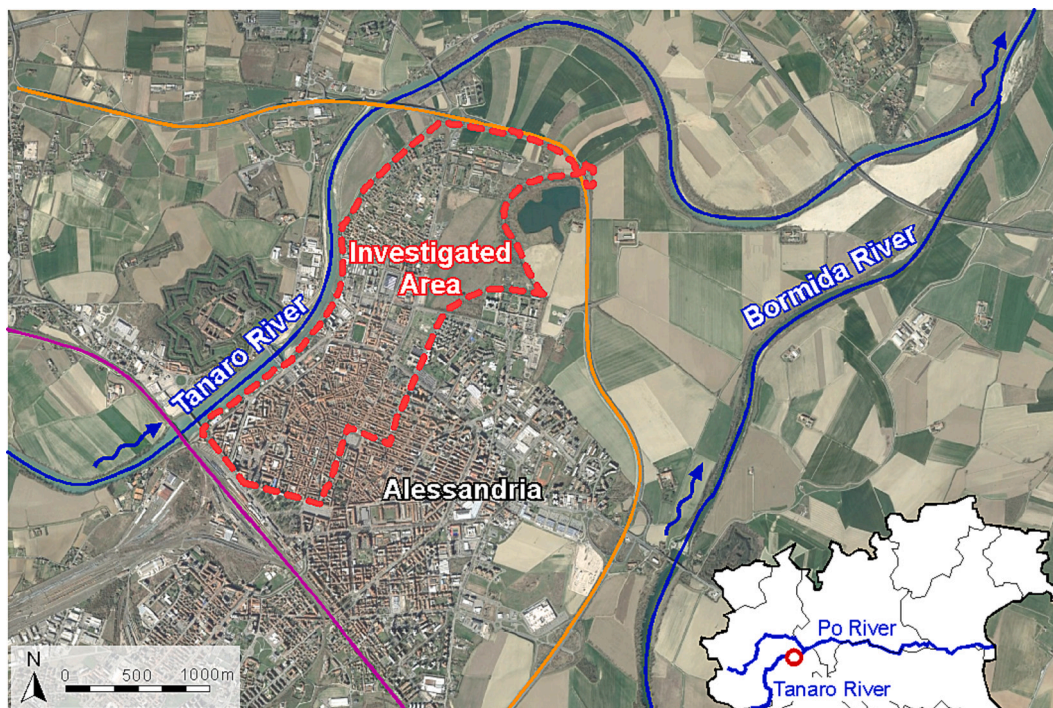 Investigated
Area
Tanaro River
Bormida River
Alessandria
N
0 500 1000m
Po River
Tanaro River